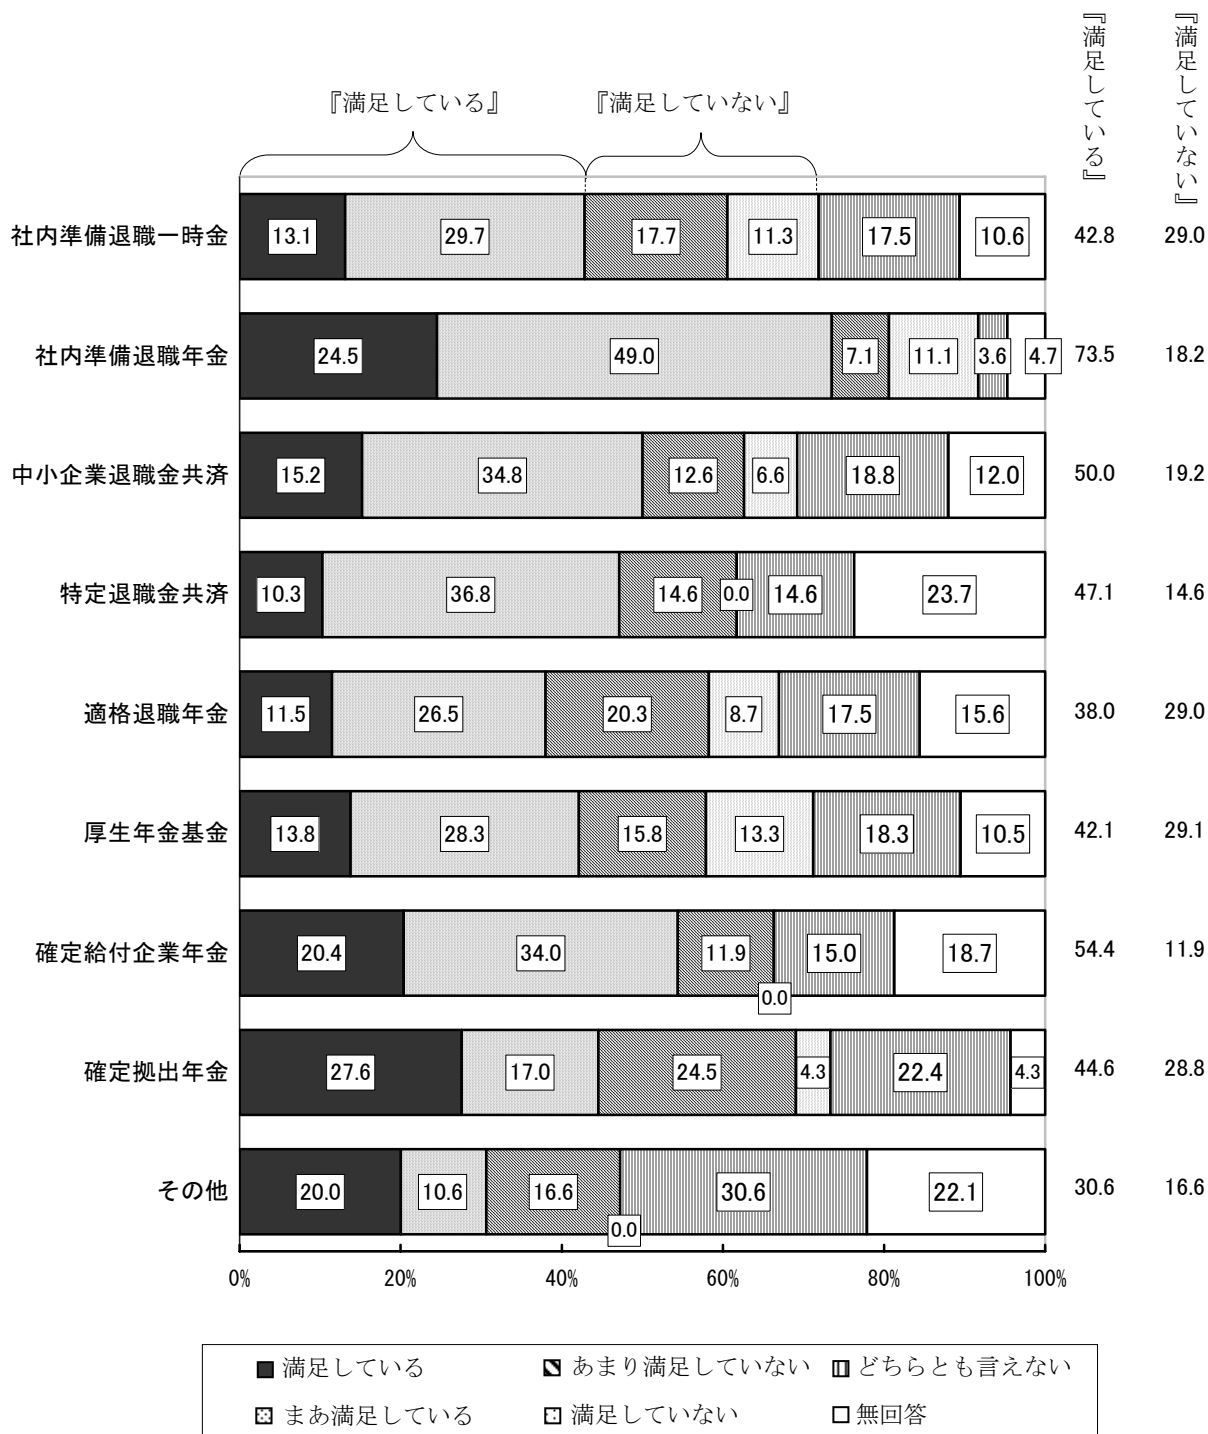 『満足している』
『満足していない』
『満足している』 『満足していない』
社内準備退職一時金 13.1 29.7 17.7 11.3 17.5 10.6 42.8 29.0
社内準備退職年金 24.5 49.0 7.1 11.1 3.6 4.7 73.5 18.2
中小企業退職金共済 15.2 34.8 12.6 6.6 18.8 12.0 50.0 19.2
特定退職金共済 10.3 36.8 14.6 0.0 14.6 23.7 47.1 14.6
適格退職年金 11.5 26.5 20.3 8.7 17.5 15.6 38.0 29.0
厚生年金基金 13.8 28.3 15.8 13.3 18.3 10.5 42.1 29.1
確定給付企業年金 20.4 34.0 11.9 15.0 18.7 54.4 11.9
0.0
確定拠出年金 27.6 17.0 24.5 4.3 22.4 4.3 44.6 28.8
その他 20.0 10.6 16.6 30.6 22.1 30.6 16.6
0.0
0% 20% 40% 60% 80% 100%
満足している あまり満足していない どちらとも言えない
まあ満足している 満足していない 無回答